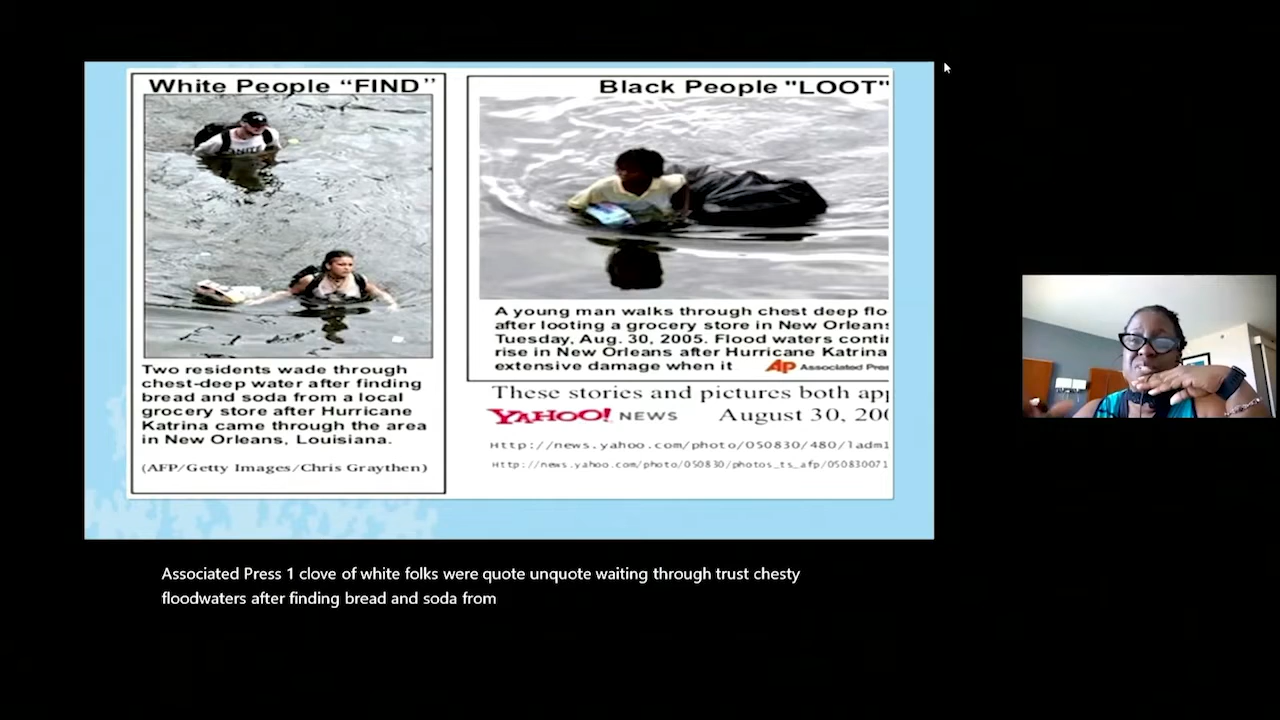 White People “FIND”
Two residents wade through
chest-deep water after finding
bread and soda from a local
grocery store after Hurricane
Katrina came through the area
in New Orleans, Louisiana.
(AFP/Getty Images/Chris Graythen)
Black People "LOOT"
A young man walks through chest deep flo
after looting a grocery store in New Orleans
Tuesday, Aug. 30, 2005. Flood waters contin
rise in New Orleans after Hurricane Katrina
extensive damage when it AP Associated Pres
These stories and pictures both app
YAHOO! NEWS August 30, 200
Http://news.yahoo.com/photo/050830/480/ladm1
Http://news.yahoo.com/photo/050830/photos_ts_afp/050830071
Associated Press 1 clove of white folks were quote unquote waiting through trust chesty
floodwaters after finding bread and soda from